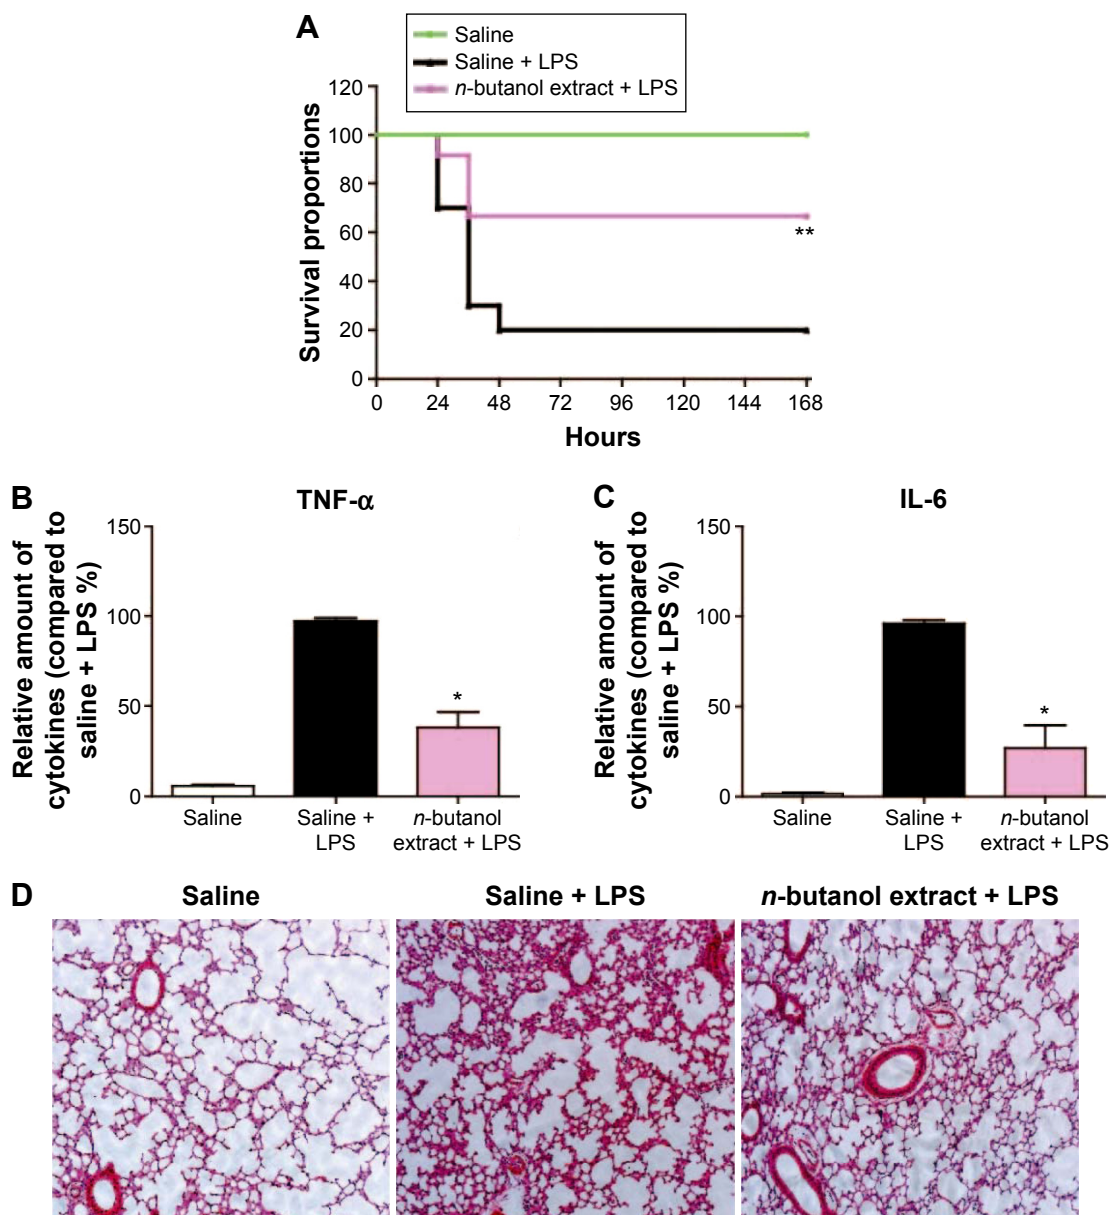 A
Saline
Saline + LPS
n-butanol extract + LPS
Survival proportions
120
100
80
60
40
20
0
0 24 48 72 96 120 144 168
**
Hours
B
TNF-α
Relative amount of
cytokines (compared to
saline + LPS %)
150
100
50
0
*
Saline
Saline +
LPS
n-butanol
extract + LPS
C
IL-6
Relative amount of
cytokines (compared to
saline + LPS %)
150
100
50
0
*
Saline
Saline +
LPS
n-butanol
extract + LPS
D
Saline
Saline + LPS
n-butanol extract + LPS